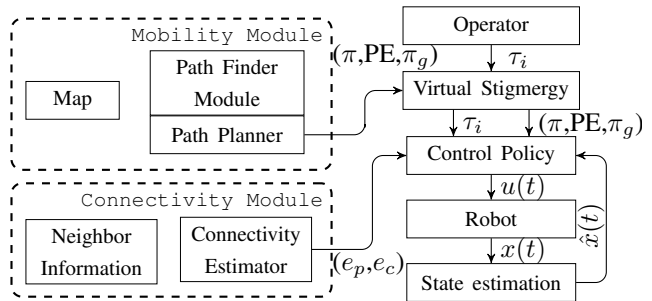 Mobility Module
Map
Path Finder
Module
Path Planner
(π,PE,π_g)
Operator
τ_i
Virtual Stigmergy
τ_i
(π,PE,π_g)
Control Policy
u(t)
Robot
x(t)
State estimation
x̂(t)
Connectivity Module
Neighbor
Information
Connectivity
Estimator
(e_p,e_c)